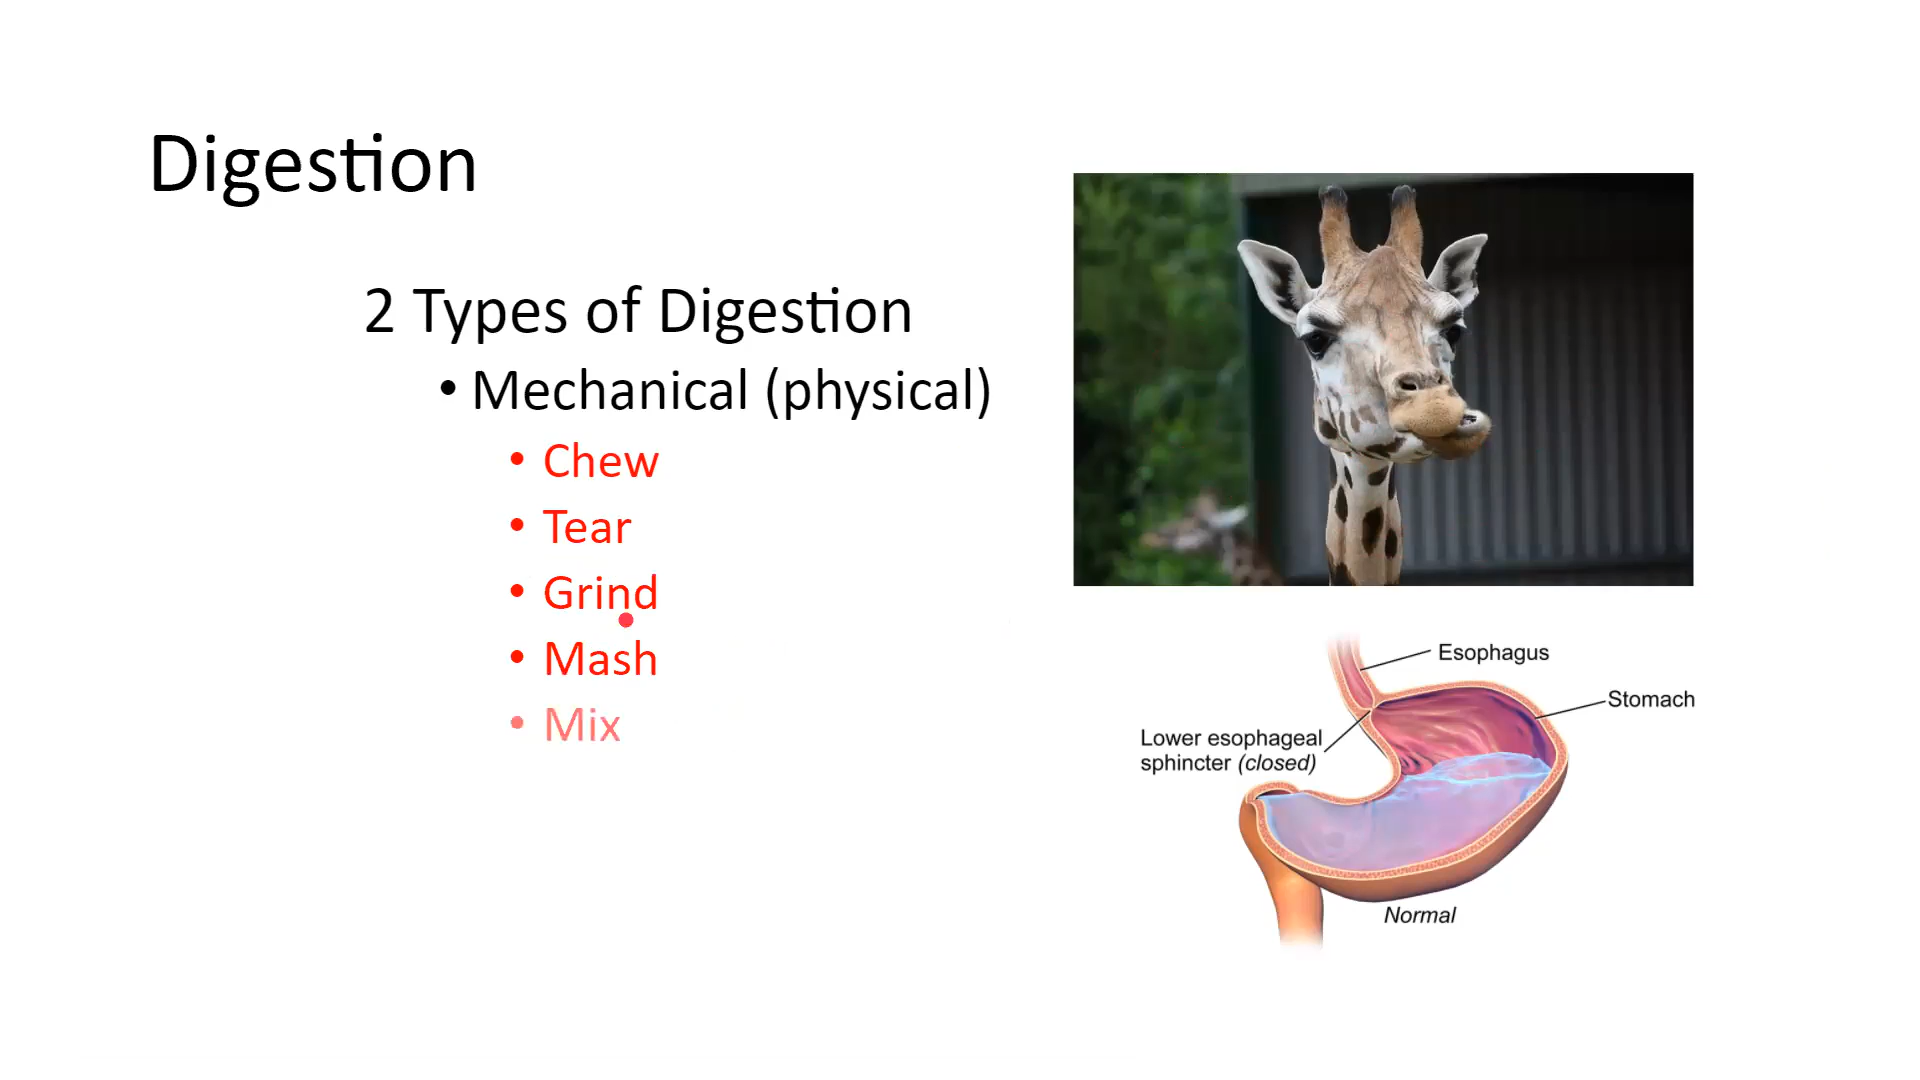 Digestion
2 Types of Digestion
• Mechanical (physical)
• Chew
• Tear
• Grind
• Mash
• Mix
Esophagus
Stomach
Lower esophageal
sphincter (closed)
Normal